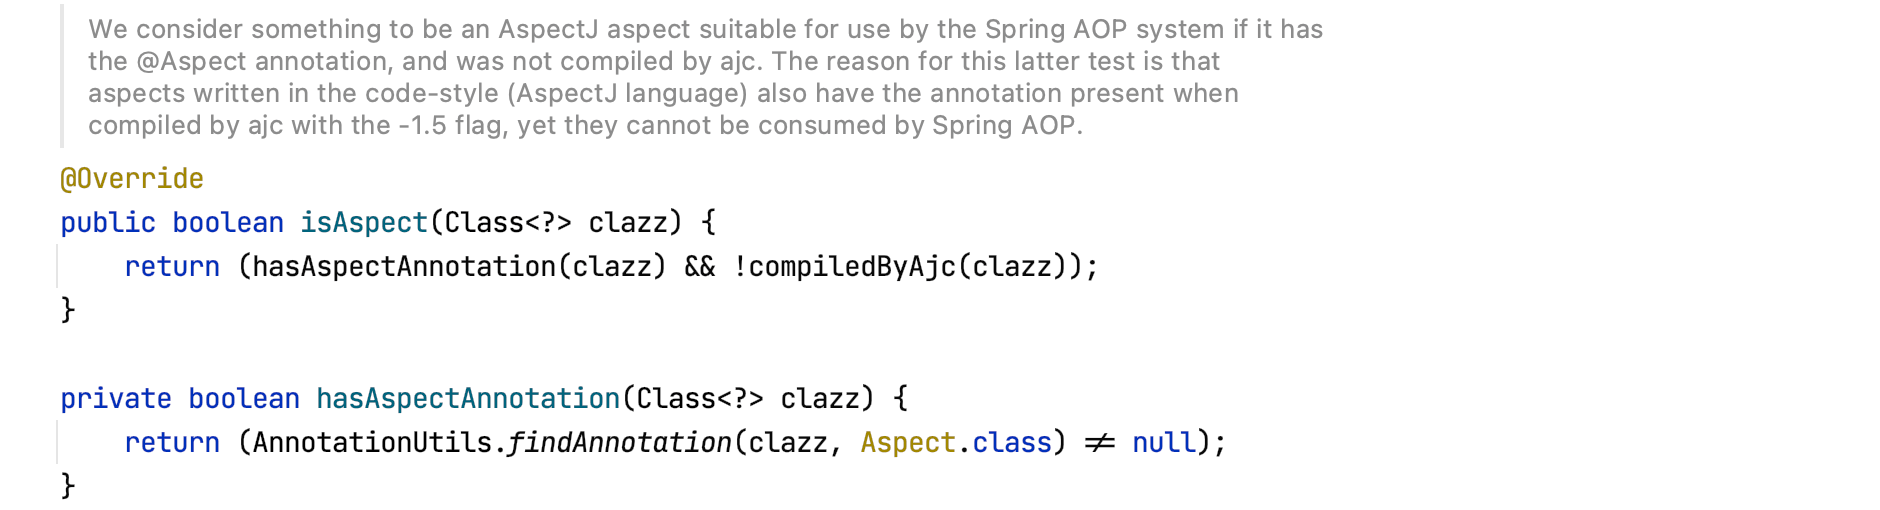 We consider something to be an AspectJ aspect suitable for use by the Spring AOP system if it has
the @Aspect annotation, and was not compiled by ajc. The reason for this latter test is that
aspects written in the code-style (AspectJ language) also have the annotation present when
compiled by ajc with the -1.5 flag, yet they cannot be consumed by Spring AOP.
@Override
public boolean isAspect(Class<?> clazz) {
    return (hasAspectAnnotation(clazz) && !compiledByAjc(clazz));
}

private boolean hasAspectAnnotation(Class<?> clazz) {
    return (AnnotationUtils.findAnnotation(clazz, Aspect.class) ≠ null);
}